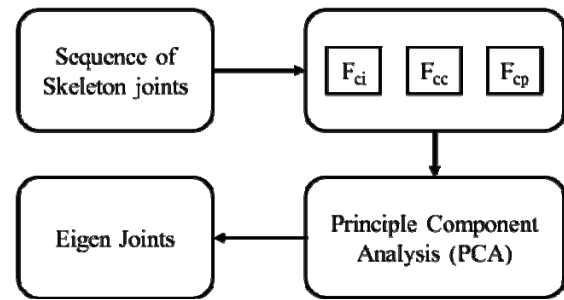 Sequence of
Skeleton joints
Fci Fcc Fcp
Principle Component
Analysis (PCA)
Eigen Joints